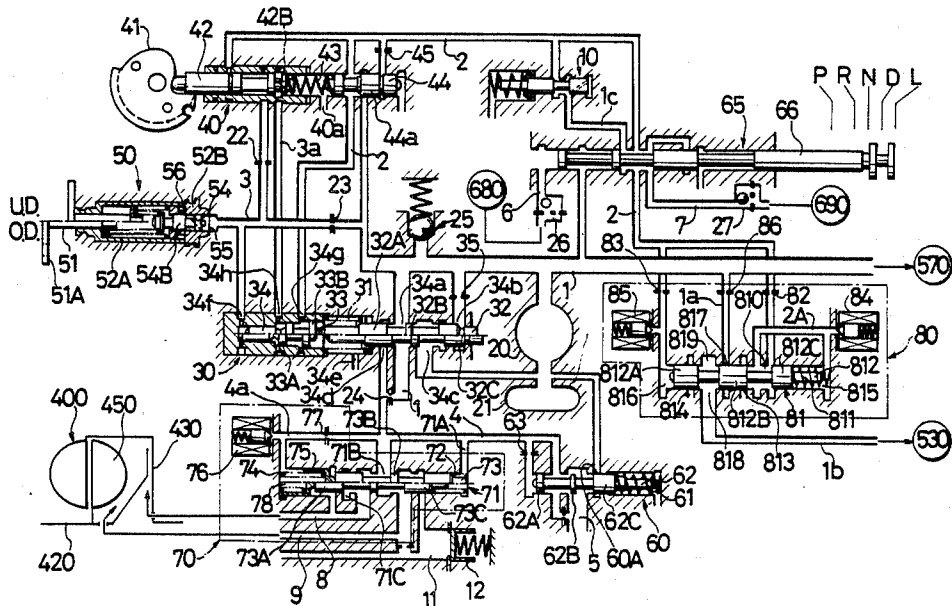 42B
41 42 43 45 2 10 P R N D L
44 1c 65 66
40 40a 44a
22 3a 2
50 52B
56 54 3 23 680 6 2 690
U.D. 25 26 7 27 86
O.D. 32A 35 83
51 52A 54B 55 34g 34a 34b 1 570
51A 34h 33B 31 32B 85 1a 810 82 84
34f 34 33 32 817 2A 80
20 819 812C 812
30 33A 34e 34c 32C 812A 815
34d 24 1 21 816 814 812B 81 811
4a 73B 71A 4 63 818 813 530
400 450 430 77 72 1b
76 75 71B 73 62
74 71 61
78 73C 62A 62C 60
420 70 73A 8 71C 12 62B 5 60A
9 11